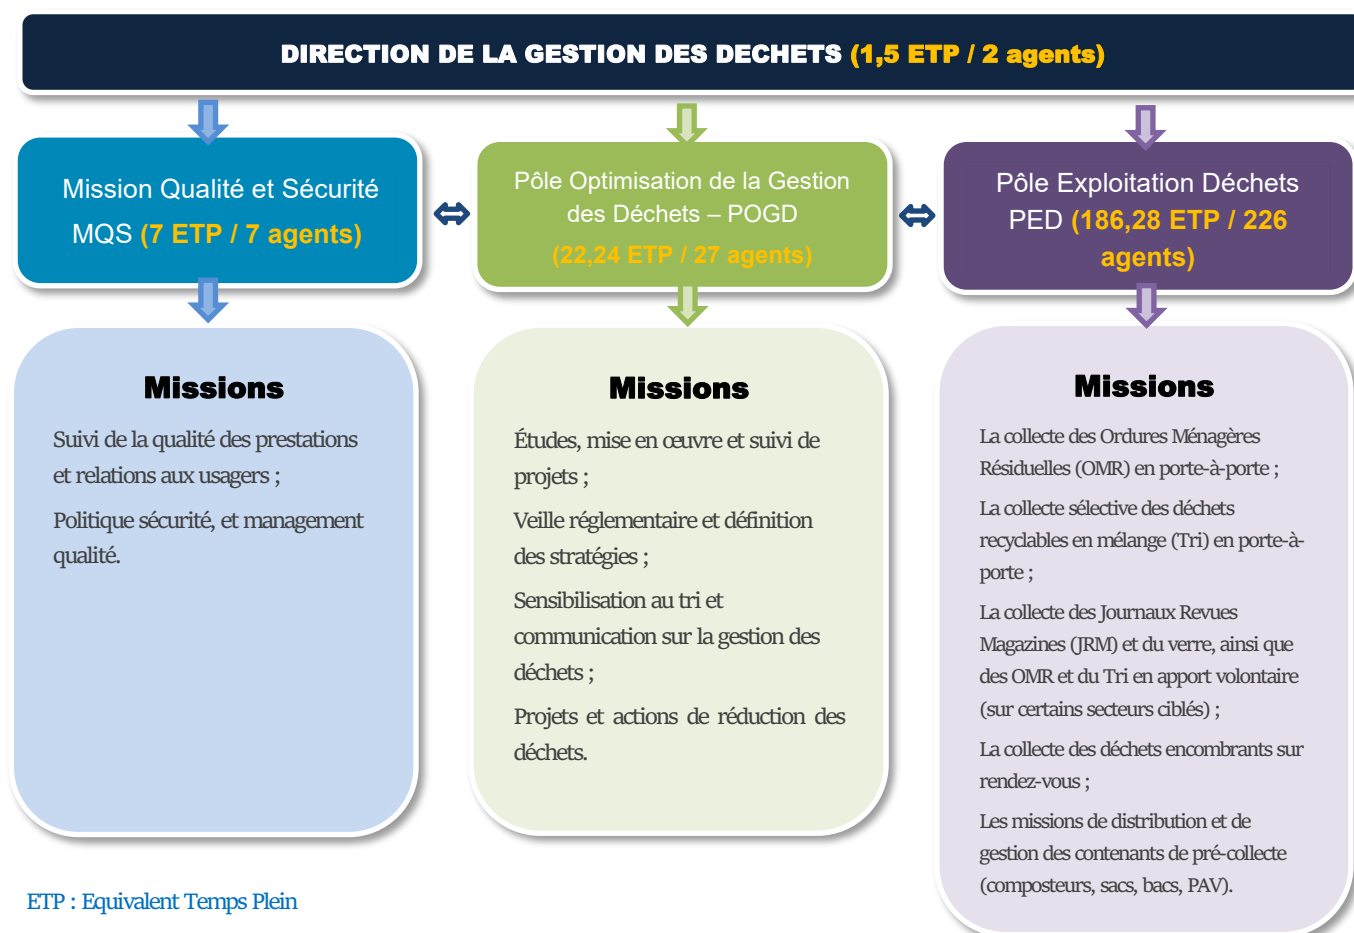 DIRECTION DE LA GESTION DES DECHETS (1,5 ETP / 2 agents)
Mission Qualité et Sécurité
MQS (7 ETP / 7 agents)
Pôle Optimisation de la Gestion
des Déchets – POGD
(22,24 ETP / 27 agents)
Pôle Exploitation Déchets
PED (186,28 ETP / 226
agents)
Missions
Suivi de la qualité des prestations
et relations aux usagers ;
Politique sécurité, et management
qualité.
Missions
Études, mise en œuvre et suivi de
projets ;
Veille réglementaire et définition
des stratégies ;
Sensibilisation au tri et
communication sur la gestion des
déchets ;
Projets et actions de réduction des
déchets.
Missions
La collecte des Ordures Ménagères
Résiduelles (OMR) en porte-à-porte ;
La collecte sélective des déchets
recyclables en mélange (Tri) en porte-à-
porte ;
La collecte des Journaux Revues
Magazines (JRM) et du verre, ainsi que
des OMR et du Tri en apport volontaire
(sur certains secteurs ciblés) ;
La collecte des déchets encombrants sur
rendez-vous ;
Les missions de distribution et de
gestion des contenants de pré-collecte
(composteurs, sacs, bacs, PAV).
ETP : Equivalent Temps Plein